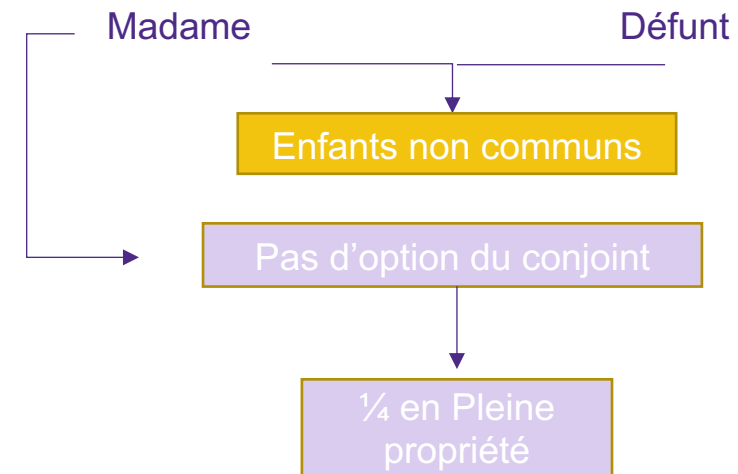 Madame Défunt
Enfants non communs
Pas d’option du conjoint
¼ en Pleine
propriété